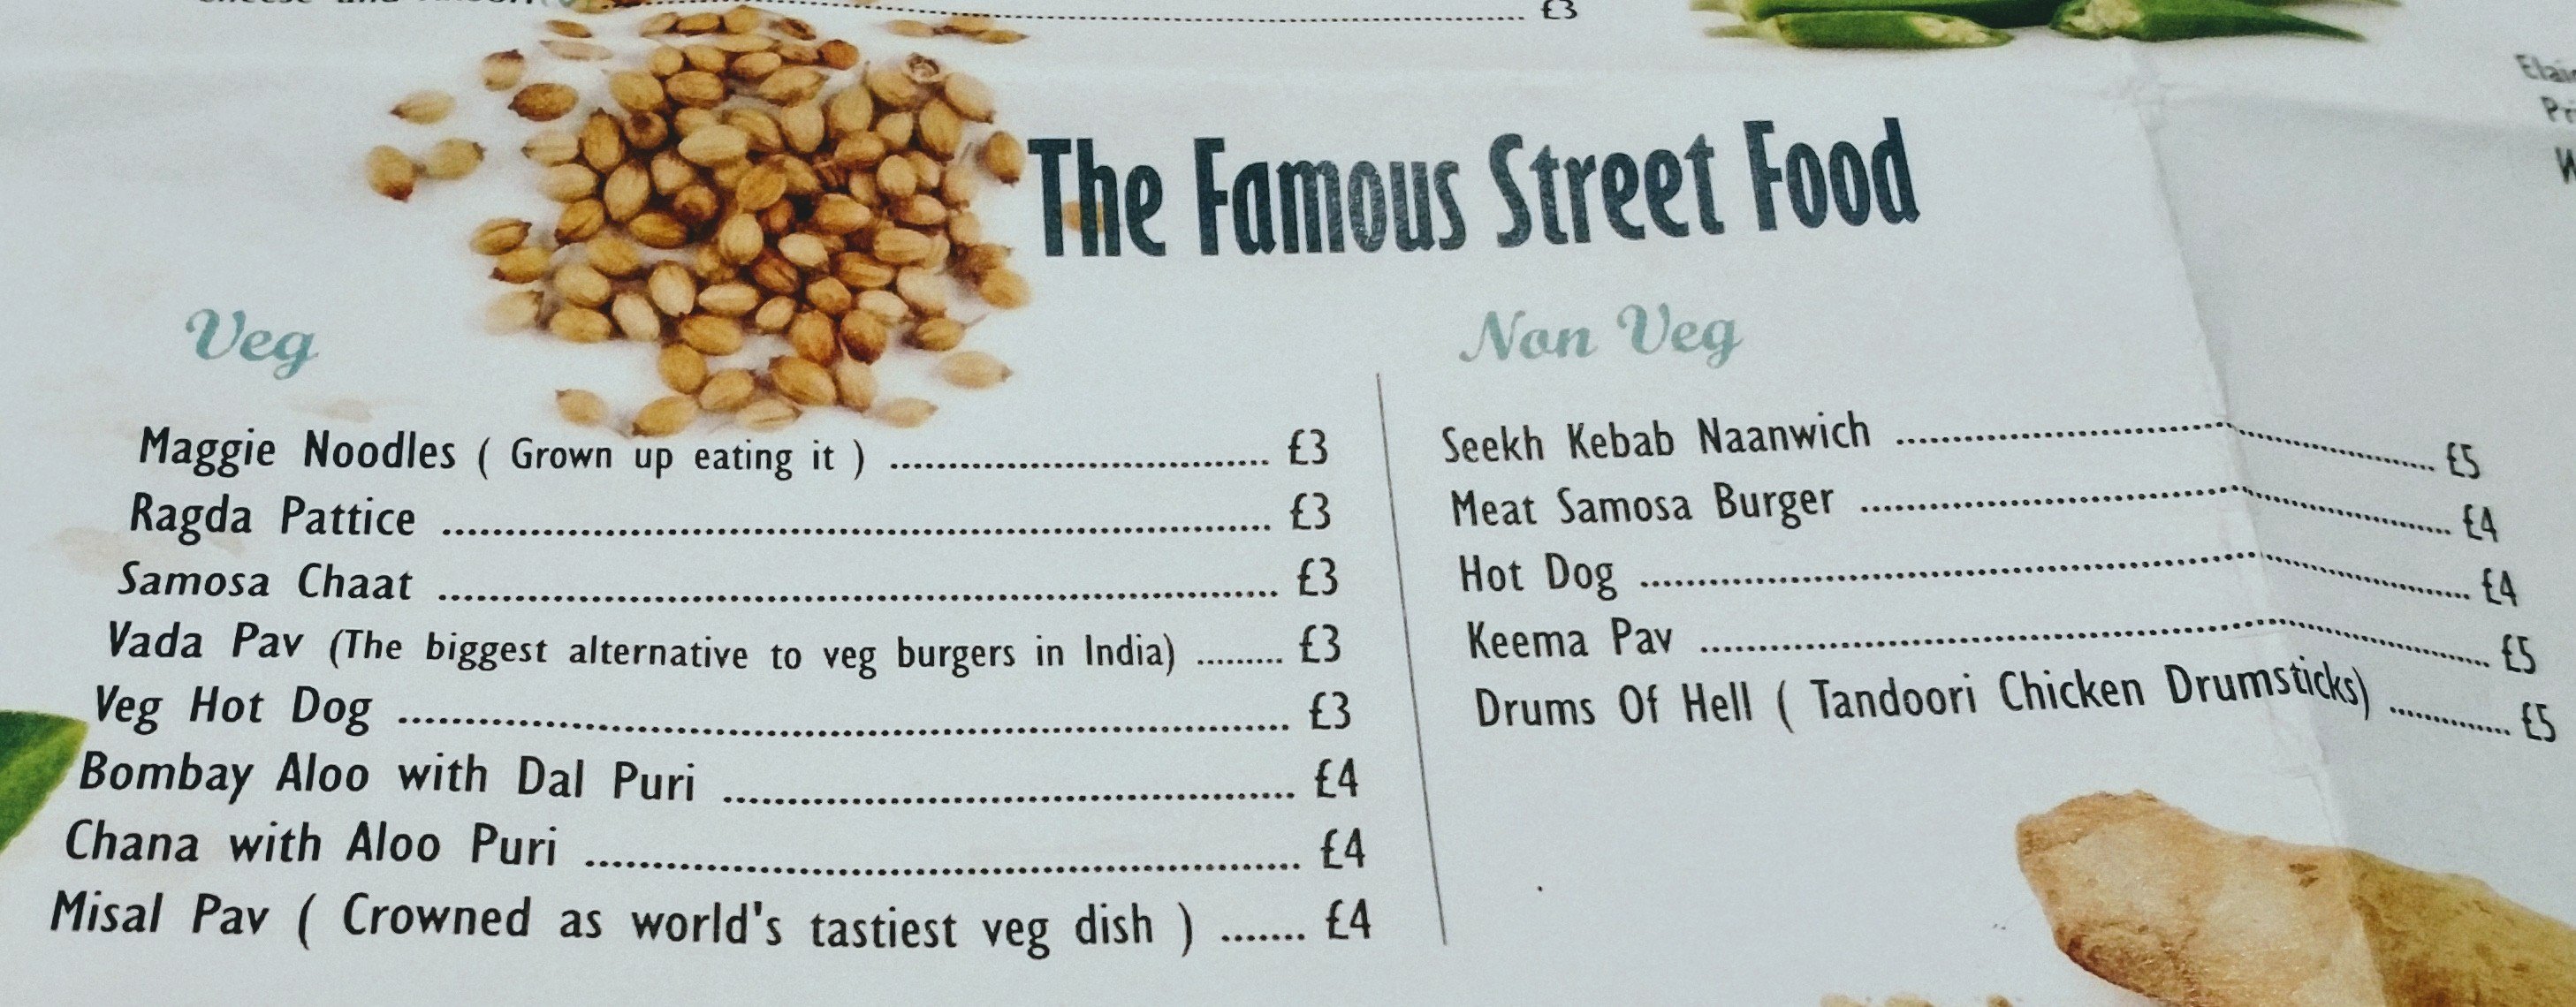 £3
The Famous Street Food
Veg
Maggie Noodles ( Grown up eating it ) .......... £3
Ragda Pattice .......... £3
Samosa Chaat .......... £3
Vada Pav (The biggest alternative to veg burgers in India) ......... £3
Veg Hot Dog .......... £3
Bombay Aloo with Dal Puri .......... £4
Chana with Aloo Puri .......... £4
Misal Pav ( Crowned as world's tastiest veg dish ) ....... £4
Non Veg
Seekh Kebab Naanwich .......... £5
Meat Samosa Burger .......... £4
Hot Dog .......... £4
Keema Pav .......... £5
Drums Of Hell ( Tandoori Chicken Drumsticks) .......... £5